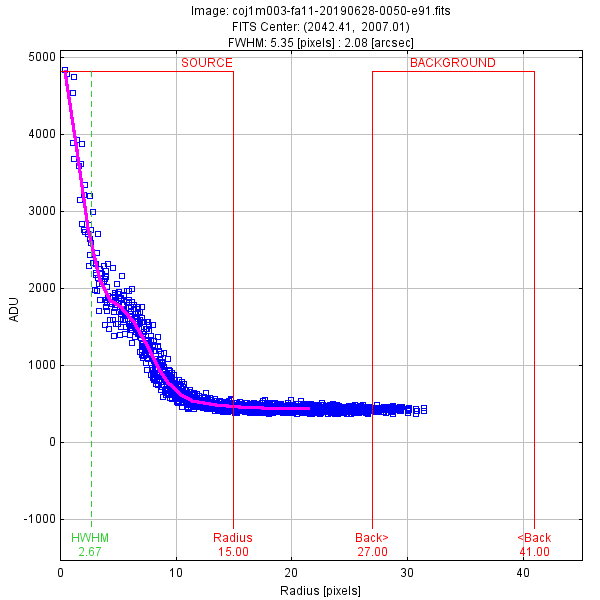 Image: coj1m003-fa11-20190628-0050-e91.fits
FITS Center: (2042.41, 2007.01)
FWHM: 5.35 [pixels] : 2.08 [arcsec]
SOURCE BACKGROUND
5000
4000
3000
2000
1000
0
-1000
ADU
HWHM Radius Back> <Back
2.67 15.00 27.00 41.00
0 10 20 30 40
Radius [pixels]